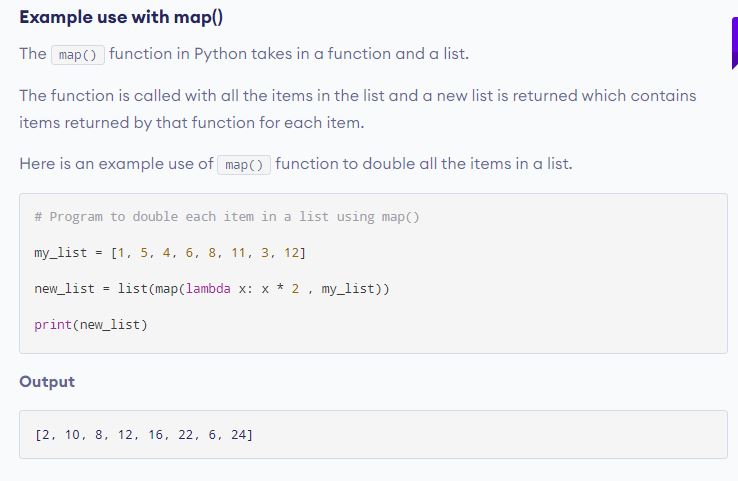 Example use with map()
The map() function in Python takes in a function and a list.
The function is called with all the items in the list and a new list is returned which contains
items returned by that function for each item.
Here is an example use of map() function to double all the items in a list.
# Program to double each item in a list using map()
my_list = [1, 5, 4, 6, 8, 11, 3, 12]
new_list = list(map(lambda x: x * 2 , my_list))
print(new_list)
Output
[2, 10, 8, 12, 16, 22, 6, 24]